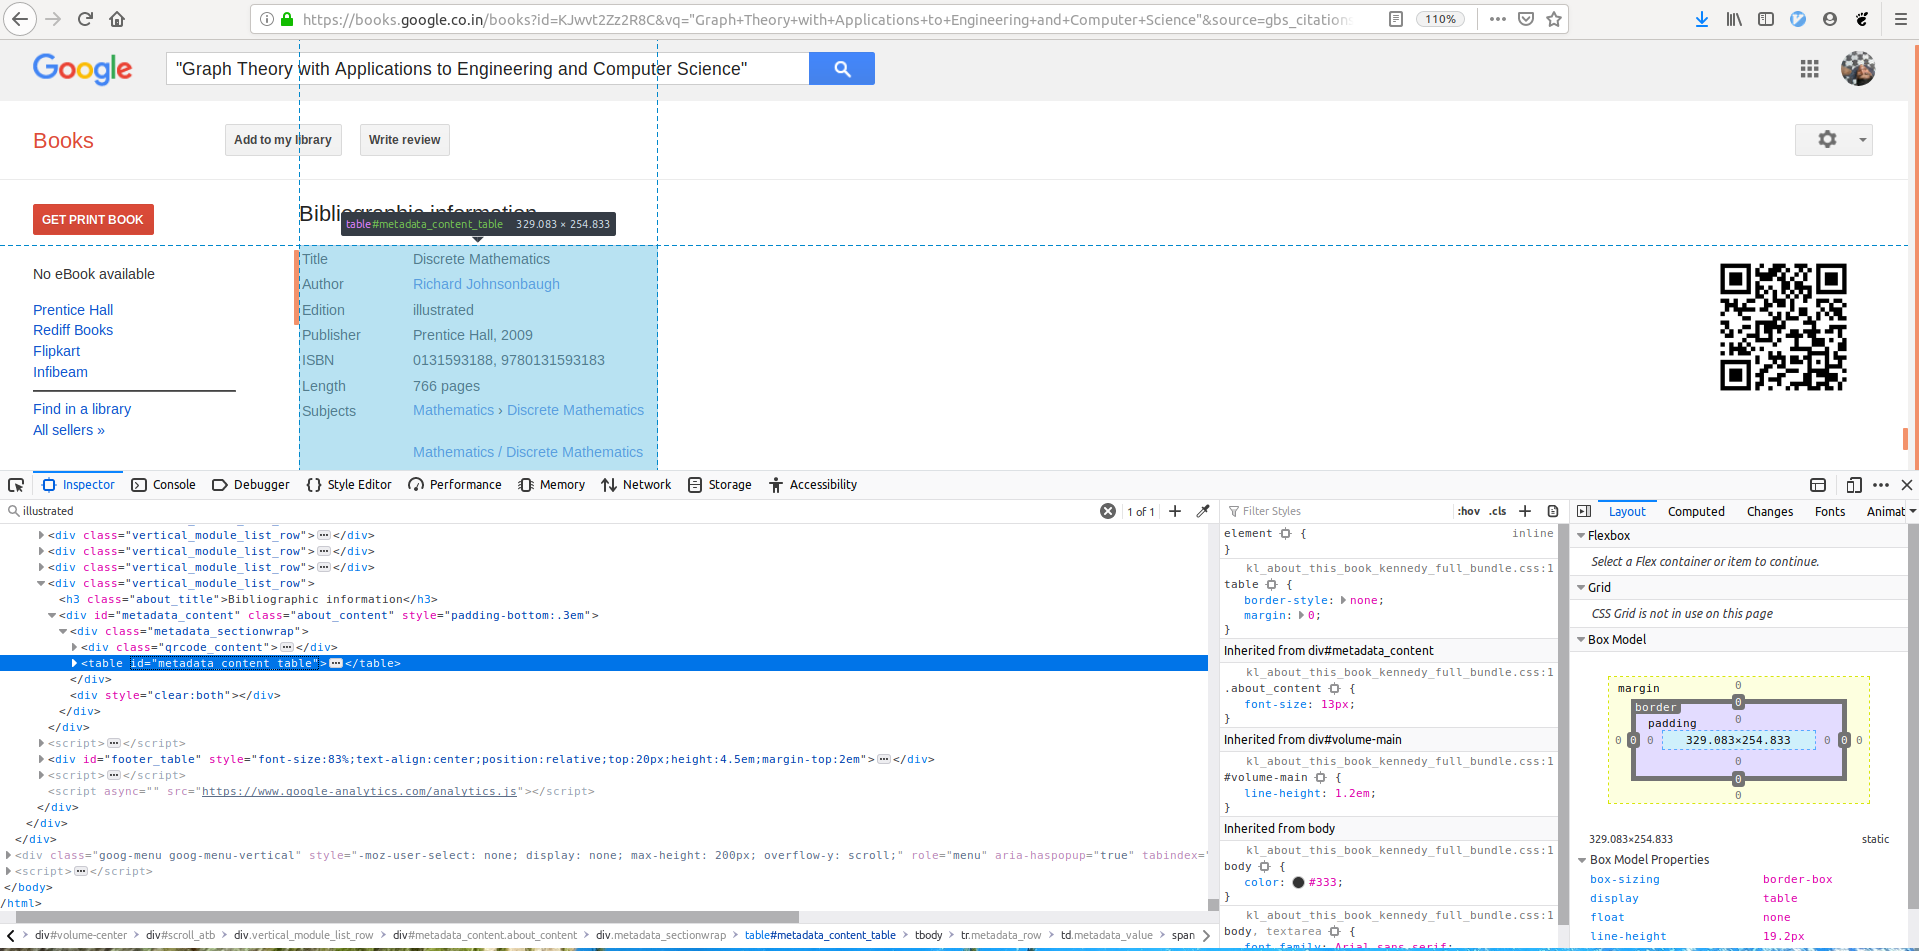 https://books.google.co.in/books?id=KJwvt2Zz2R8C&vq="Graph+Theory+with+Applications+to+Engineering+and+Computer+Science"&source=gbs_citations
110%
Google
"Graph Theory with Applications to Engineering and Computer Science"
Books
Add to my library
Write review
GET PRINT BOOK
Bibliographic information
table#metadata_content_table 329.083 × 254.833
No eBook available
Prentice Hall
Rediff Books
Flipkart
Infibeam
Find in a library
All sellers »
Title Discrete Mathematics
Author Richard Johnsonbaugh
Edition illustrated
Publisher Prentice Hall, 2009
ISBN 0131593188, 9780131593183
Length 766 pages
Subjects Mathematics › Discrete Mathematics
Mathematics / Discrete Mathematics
Inspector Console Debugger Style Editor Performance Memory Network Storage Accessibility
illustrated
1 of 1
<div class="vertical_module_list_row"></div>
<div class="vertical_module_list_row"></div>
<div class="vertical_module_list_row"></div>
<div class="vertical_module_list_row">
<h3 class="about_title">Bibliographic information</h3>
<div id="metadata_content" class="about_content" style="padding-bottom:.3em">
<div class="metadata_sectionwrap">
<div class="qrcode_content"></div>
<table id="metadata_content_table"></table>
</div>
<div style="clear:both"></div>
</div>
</div>
<script></script>
<div id="footer_table" style="font-size:83%;text-align:center;position:relative;top:20px;height:4.5em;margin-top:2em"></div>
<script></script>
<script async="" src="https://www.google-analytics.com/analytics.js"></script>
</div>
</div>
</div>
<div class="goog-menu goog-menu-vertical" style="-moz-user-select: none; display: none; max-height: 200px; overflow-y: scroll;" role="menu" aria-haspopup="true" tabindex="
<script></script>
</body>
/html>
div#volume-center div#scroll_atb div.vertical_module_list_row div#metadata_content.about_content div.metadata_sectionwrap table#metadata_content_table tbody tr.metadata_row td.metadata_value span
Filter Styles
:hov .cls +
element { inline
}
kl_about_this_book_kennedy_full_bundle.css:1
table {
border-style: none;
margin: 0;
}
Inherited from div#metadata_content
kl_about_this_book_kennedy_full_bundle.css:1
.about_content {
font-size: 13px;
}
Inherited from div#volume-main
kl_about_this_book_kennedy_full_bundle.css:1
#volume-main {
line-height: 1.2em;
}
Inherited from body
kl_about_this_book_kennedy_full_bundle.css:1
body {
color: #333;
}
kl_about_this_book_kennedy_full_bundle.css:1
body, textarea {
font-family: Arial,sans-serif;
Layout Computed Changes Fonts Animat
Flexbox
Select a Flex container or item to continue.
Grid
CSS Grid is not in use on this page
Box Model
margin 0
border 0
padding 0
0 0 0 329.083×254.833 0 0 0
0
0
0
329.083×254.833 static
Box Model Properties
box-sizing border-box
display table
float none
line-height 19.2px